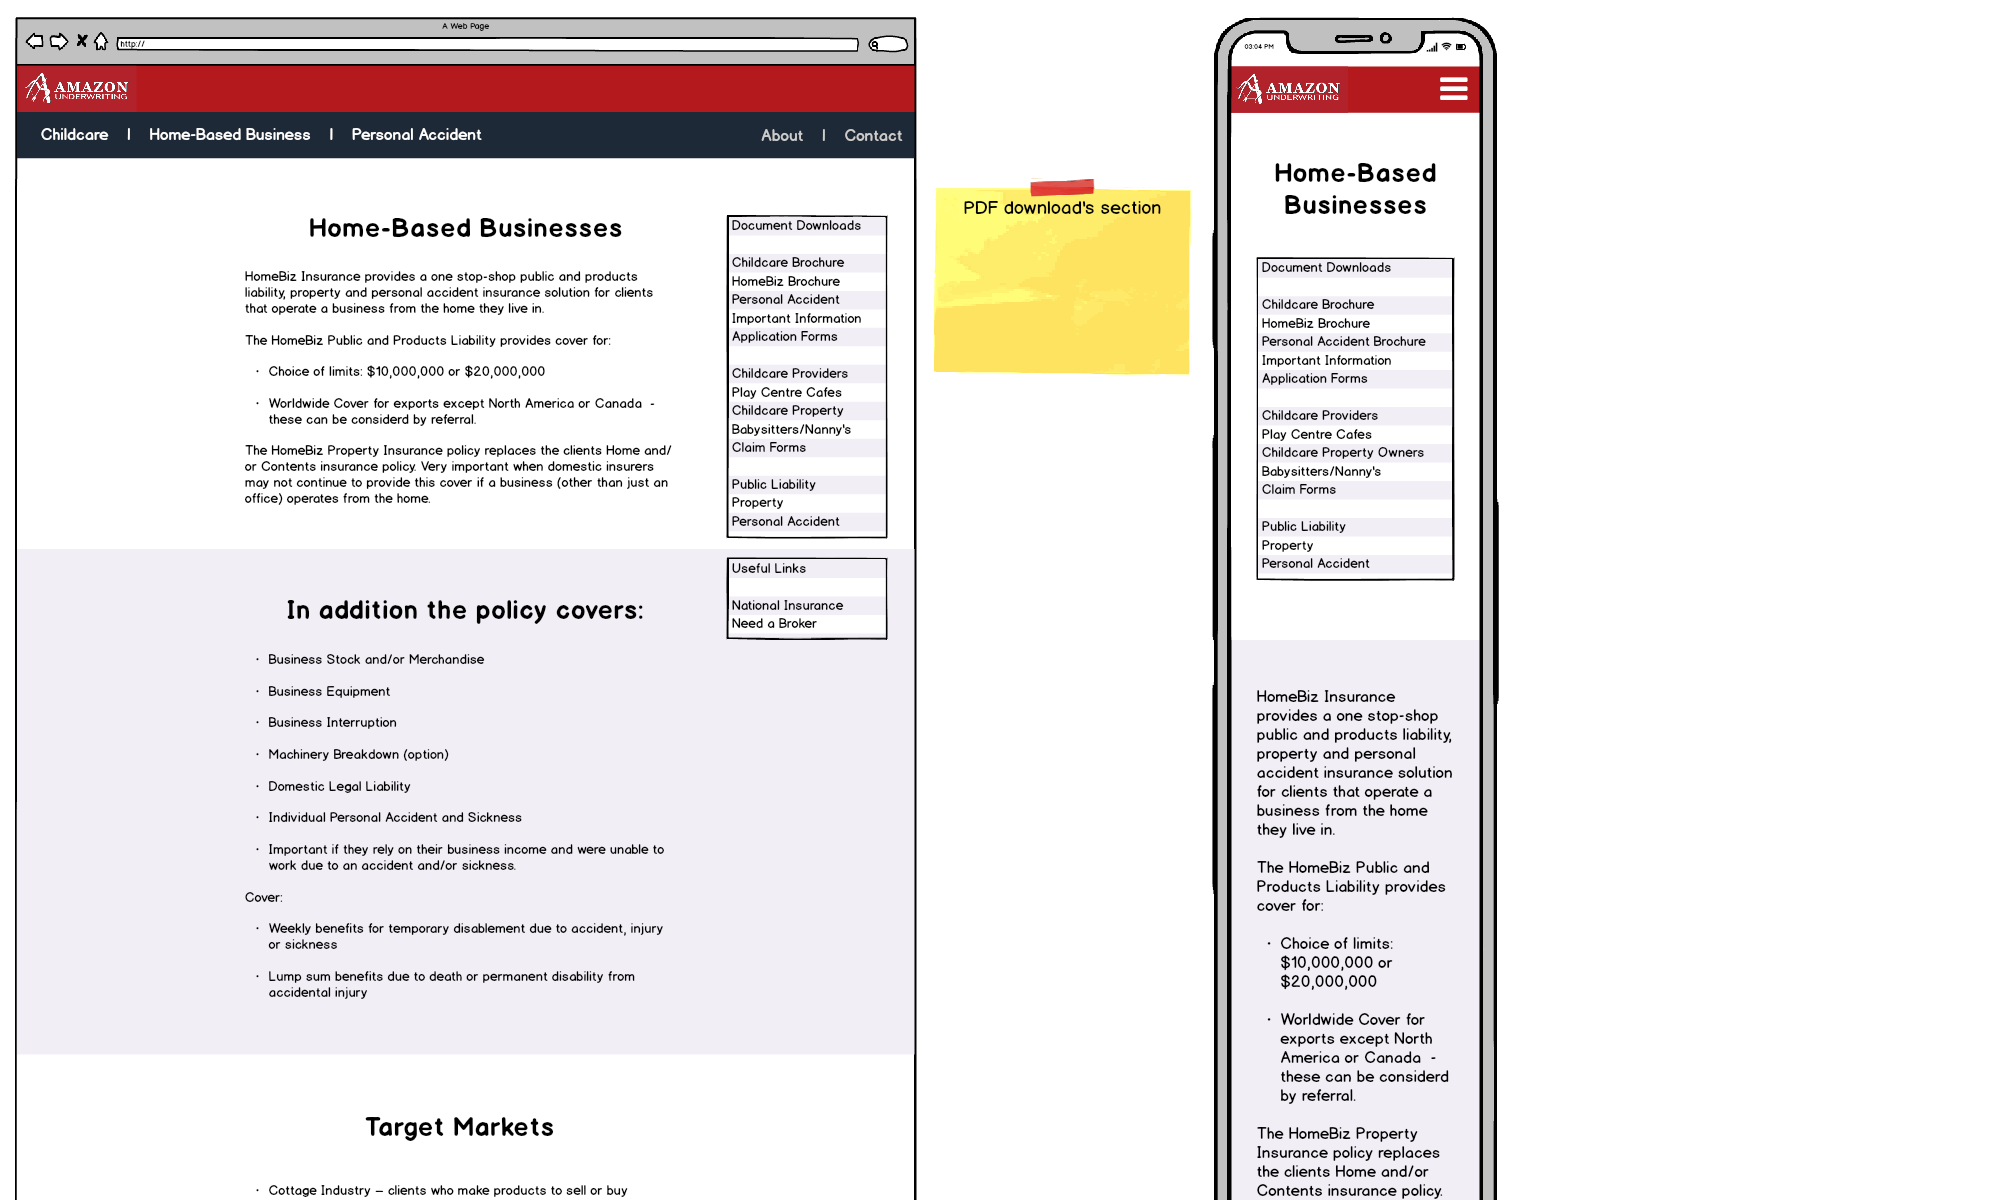 A Web Page
http://
AMAZON
UNDERWRITING
Childcare | Home-Based Business | Personal Accident
About | Contact
Home-Based Businesses
HomeBiz Insurance provides a one stop-shop public and products
liability, property and personal accident insurance solution for clients
that operate a business from the home they live in.
The HomeBiz Public and Products Liability provides cover for:
· Choice of limits: $10,000,000 or $20,000,000
· Worldwide Cover for exports except North America or Canada -
these can be considerd by referral.
The HomeBiz Property Insurance policy replaces the clients Home and/
or Contents insurance policy. Very important when domestic insurers
may not continue to provide this cover if a business (other than just an
office) operates from the home.
Document Downloads
Childcare Brochure
HomeBiz Brochure
Personal Accident
Important Information
Application Forms
Childcare Providers
Play Centre Cafes
Childcare Property
Babysitters/Nanny's
Claim Forms
Public Liability
Property
Personal Accident
Useful Links
National Insurance
Need a Broker
In addition the policy covers:
· Business Stock and/or Merchandise
· Business Equipment
· Business Interruption
· Machinery Breakdown (option)
· Domestic Legal Liability
· Individual Personal Accident and Sickness
· Important if they rely on their business income and were unable to
work due to an accident and/or sickness.
Cover:
· Weekly benefits for temporary disablement due to accident, injury
or sickness
· Lump sum benefits due to death or permanent disability from
accidental injury
Target Markets
· Cottage Industry – clients who make products to sell or buy
PDF download's section
03:04 PM
AMAZON
UNDERWRITING
Home-Based
Businesses
Document Downloads
Childcare Brochure
HomeBiz Brochure
Personal Accident Brochure
Important Information
Application Forms
Childcare Providers
Play Centre Cafes
Childcare Property Owners
Babysitters/Nanny's
Claim Forms
Public Liability
Property
Personal Accident
HomeBiz Insurance
provides a one stop-shop
public and products liability,
property and personal
accident insurance solution
for clients that operate a
business from the home
they live in.
The HomeBiz Public and
Products Liability provides
cover for:
· Choice of limits:
$10,000,000 or
$20,000,000
· Worldwide Cover for
exports except North
America or Canada -
these can be considerd
by referral.
The HomeBiz Property
Insurance policy replaces
the clients Home and/or
Contents insurance policy.